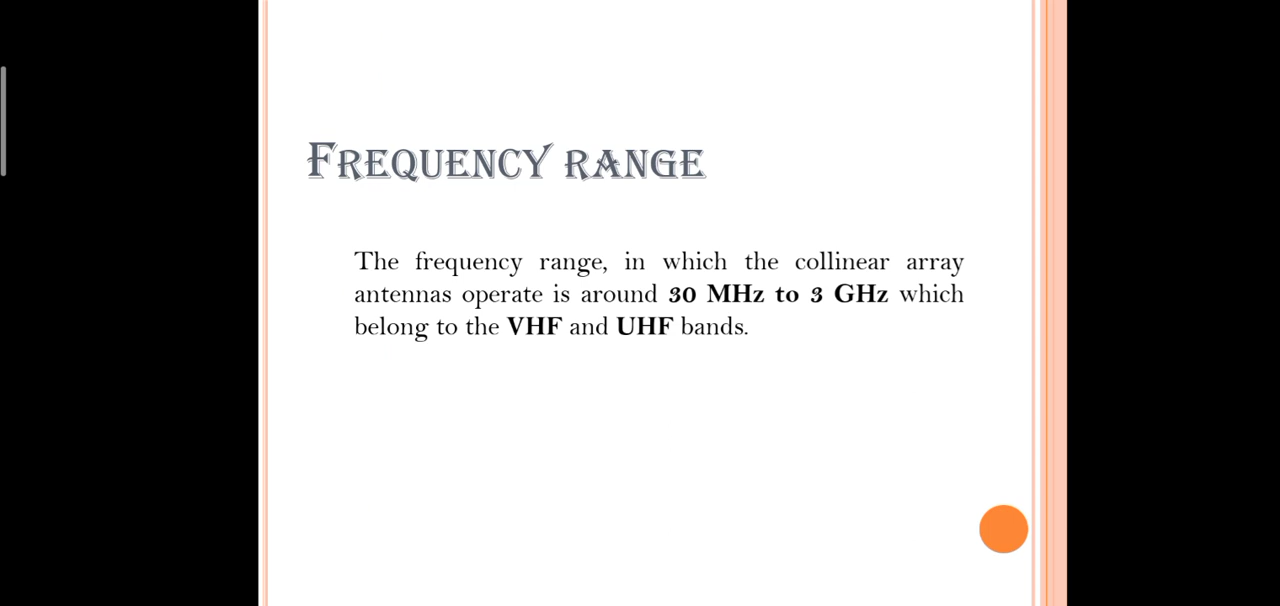 FREQUENCY RANGE
The frequency range, in which the collinear array
antennas operate is around 30 MHz to 3 GHz which
belong to the VHF and UHF bands.